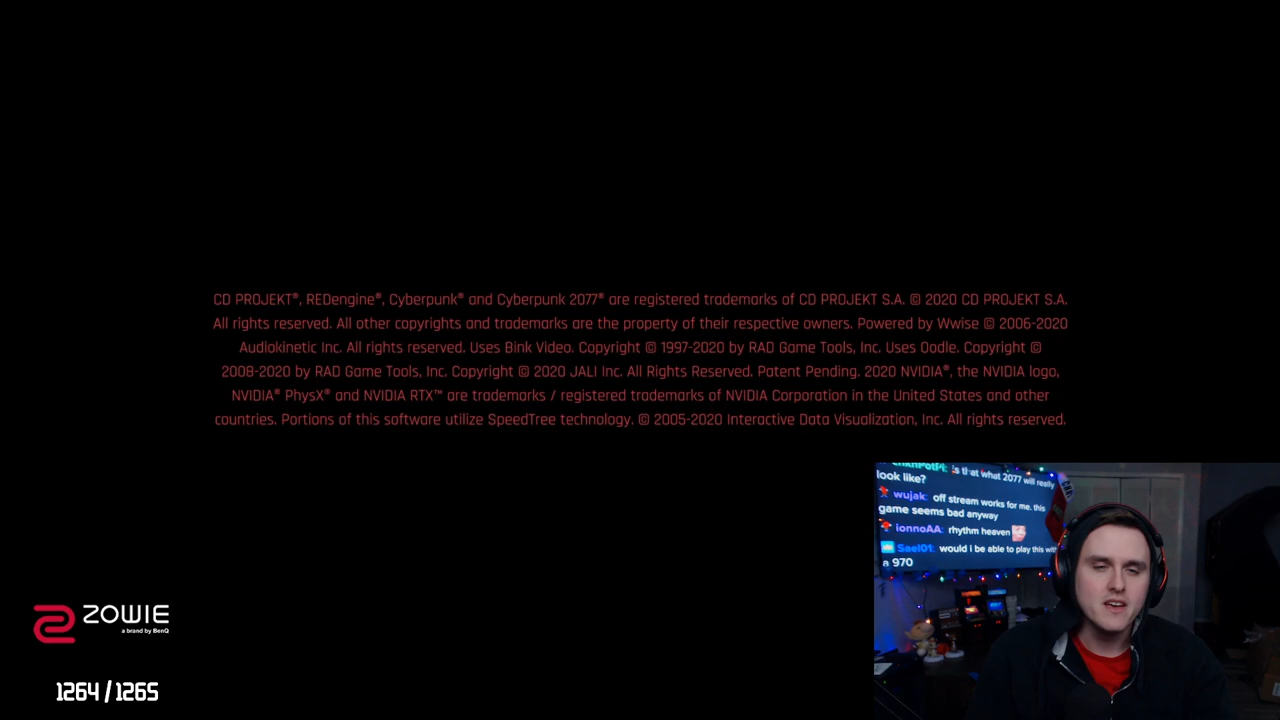 CD PROJEKT®, REDengine®, Cyberpunk® and Cyberpunk 2077® are registered trademarks of CD PROJEKT S.A. © 2020 CD PROJEKT S.A.
All rights reserved. All other copyrights and trademarks are the property of their respective owners. Powered by Wwise © 2006-2020
Audiokinetic Inc. All rights reserved. Uses Bink Video. Copyright © 1997-2020 by RAD Game Tools, Inc. Uses Oodle. Copyright ©
2008-2020 by RAD Game Tools, Inc. Copyright © 2020 JALI Inc. All Rights Reserved. Patent Pending. 2020 NVIDIA®, the NVIDIA logo,
NVIDIA® PhysX® and NVIDIA RTX™ are trademarks / registered trademarks of NVIDIA Corporation in the United States and other
countries. Portions of this software utilize SpeedTree technology. © 2005-2020 Interactive Data Visualization, Inc. All rights reserved.
is that what 2077 will really
look like?
wujak: off stream works for me. this
game seems bad anyway
ionnoAA: rhythm heaven
Sael01: would i be able to play this with
a 970
ZOWIE
a brand by BenQ
1264 / 1265